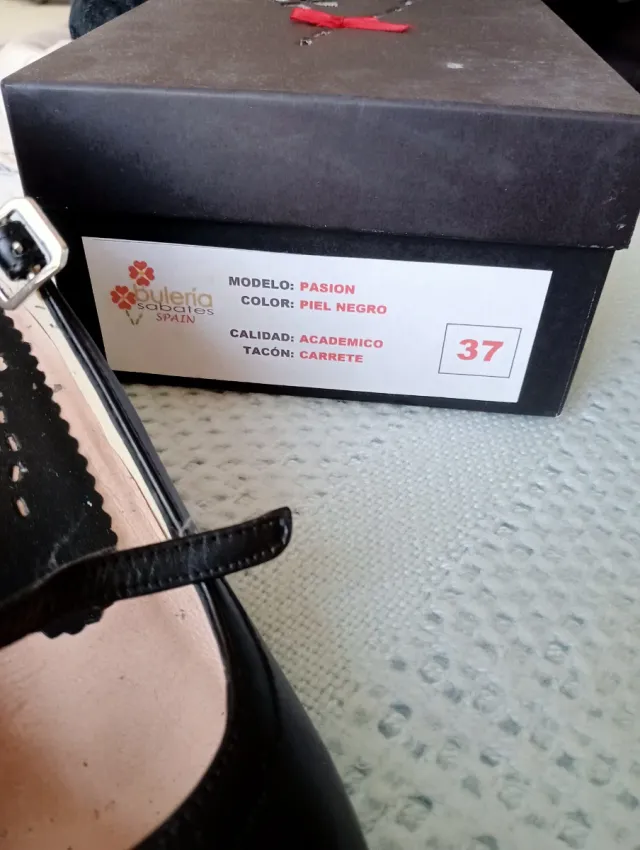 bulería
sabates
SPAIN
MODELO: PASION
COLOR: PIEL NEGRO
CALIDAD: ACADEMICO
TACÓN: CARRETE
37